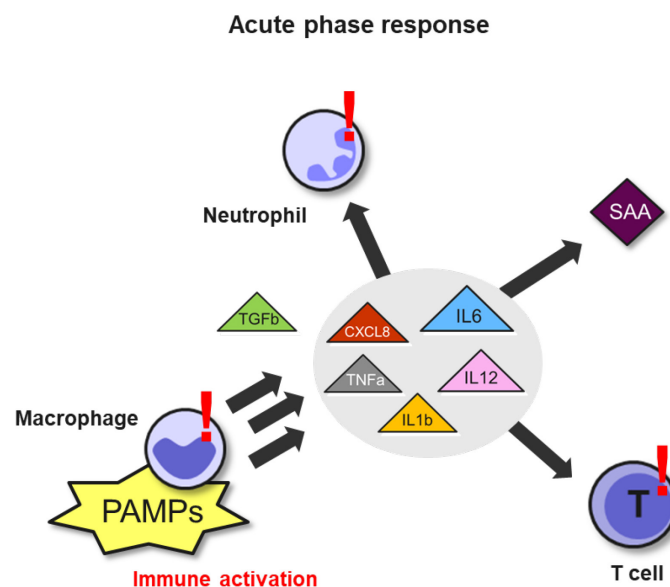 Acute phase response
Neutrophil
SAA
TGFb
CXCL8
IL6
TNFa
IL12
IL1b
Macrophage
PAMPs
T
Immune activation
T cell